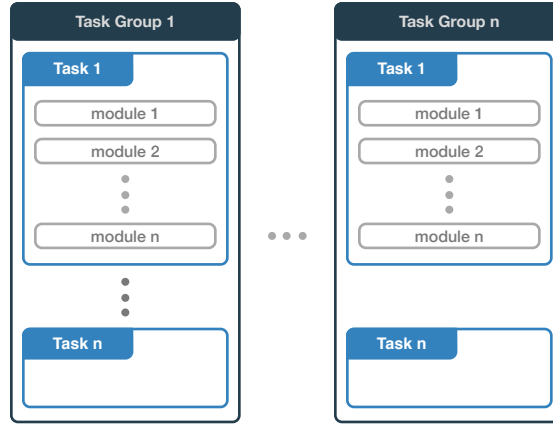 Task Group 1
Task 1
module 1
module 2
module n
Task n
Task Group n
Task 1
module 1
module 2
module n
Task n